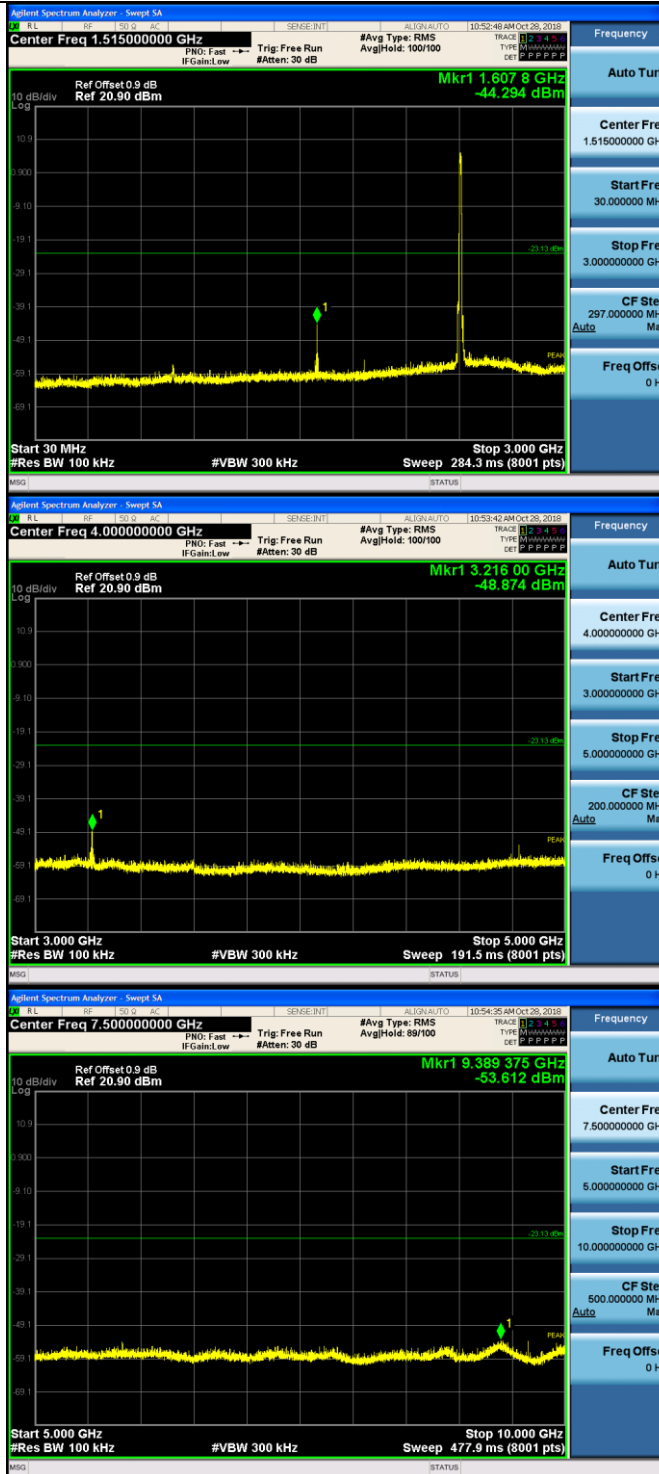 Agilent Spectrum Analyzer - Swept SA
RL RF 50 Ω AC SENSE:INT ALIGNAUTO 10:52:48 AM Oct 28, 2018
Center Freq 1.515000000 GHz
PNO: Fast
IFGain:Low
Trig: Free Run
#Atten: 30 dB
#Avg Type: RMS
Avg|Hold: 100/100
TRACE 1 2 3 4 5 6
TYPE MWWWWW
DET P P P P P P
Mkr1 1.607 8 GHz
-44.294 dBm
Ref Offset 0.9 dB
Ref 20.90 dBm
10 dB/div
Log
10.9
0.900
-9.10
-19.1
-29.1
-39.1
-49.1
-59.1
-69.1
-23.13 dBm
1
PEAK
Start 30 MHz
Stop 3.000 GHz
#Res BW 100 kHz
#VBW 300 kHz
Sweep 284.3 ms (8001 pts)
MSG
STATUS
Frequency
Auto Tun
Center Fre
1.515000000 GH
Start Fre
30.000000 MH
Stop Fre
3.000000000 GH
CF Ste
297.000000 MH
Auto Ma
Freq Offse
0 H
Agilent Spectrum Analyzer - Swept SA
RL RF 50 Ω AC SENSE:INT ALIGNAUTO 10:53:42 AM Oct 28, 2018
Center Freq 4.000000000 GHz
PNO: Fast
IFGain:Low
Trig: Free Run
#Atten: 30 dB
#Avg Type: RMS
Avg|Hold: 100/100
TRACE 1 2 3 4 5 6
TYPE MWWWWW
DET P P P P P P
Mkr1 3.216 00 GHz
-48.874 dBm
Ref Offset 0.9 dB
Ref 20.90 dBm
10 dB/div
Log
10.9
0.900
-9.10
-19.1
-29.1
-39.1
-49.1
-59.1
-69.1
-23.13 dBm
1
PEAK
Start 3.000 GHz
Stop 5.000 GHz
#Res BW 100 kHz
#VBW 300 kHz
Sweep 191.5 ms (8001 pts)
MSG
STATUS
Frequency
Auto Tun
Center Fre
4.000000000 GH
Start Fre
3.000000000 GH
Stop Fre
5.000000000 GH
CF Ste
200.000000 MH
Auto Ma
Freq Offse
0 H
Agilent Spectrum Analyzer - Swept SA
RL RF 50 Ω AC SENSE:INT ALIGNAUTO 10:54:35 AM Oct 28, 2018
Center Freq 7.500000000 GHz
PNO: Fast
IFGain:Low
Trig: Free Run
#Atten: 30 dB
#Avg Type: RMS
Avg|Hold: 89/100
TRACE 1 2 3 4 5 6
TYPE MWWWWW
DET P P P P P P
Mkr1 9.389 375 GHz
-53.612 dBm
Ref Offset 0.9 dB
Ref 20.90 dBm
10 dB/div
Log
10.9
0.900
-9.10
-19.1
-29.1
-39.1
-49.1
-59.1
-69.1
-23.13 dBm
1
PEAK
Start 5.000 GHz
Stop 10.000 GHz
#Res BW 100 kHz
#VBW 300 kHz
Sweep 477.9 ms (8001 pts)
MSG
STATUS
Frequency
Auto Tun
Center Fre
7.500000000 GH
Start Fre
5.000000000 GH
Stop Fre
10.000000000 GH
CF Ste
500.000000 MH
Auto Ma
Freq Offse
0 H